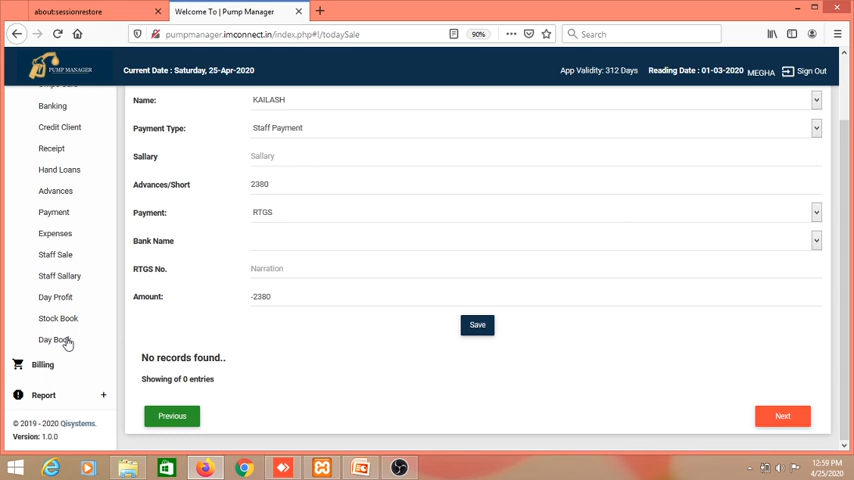 about:sessionrestore
Welcome To | Pump Manager
pumpmanager.imconnect.in/index.php#!/todaySale
90%
Search
PUMP MANAGER
Current Date : Saturday, 25-Apr-2020
App Validity: 312 Days
Reading Date : 01-03-2020
MEGHA
Sign Out
Banking
Credit Client
Receipt
Hand Loans
Advances
Payment
Expenses
Staff Sale
Staff Sallary
Day Profit
Stock Book
Day Book
Billing
Report +
© 2019 - 2020 Qisystems.
Version: 1.0.0
Name: KAILASH
Payment Type: Staff Payment
Sallary Sallary
Advances/Short 2380
Payment: RTGS
Bank Name
RTGS No. Narration
Amount: -2380
Save
No records found..
Showing of 0 entries
Previous
Next
12:59 PM
4/25/2020